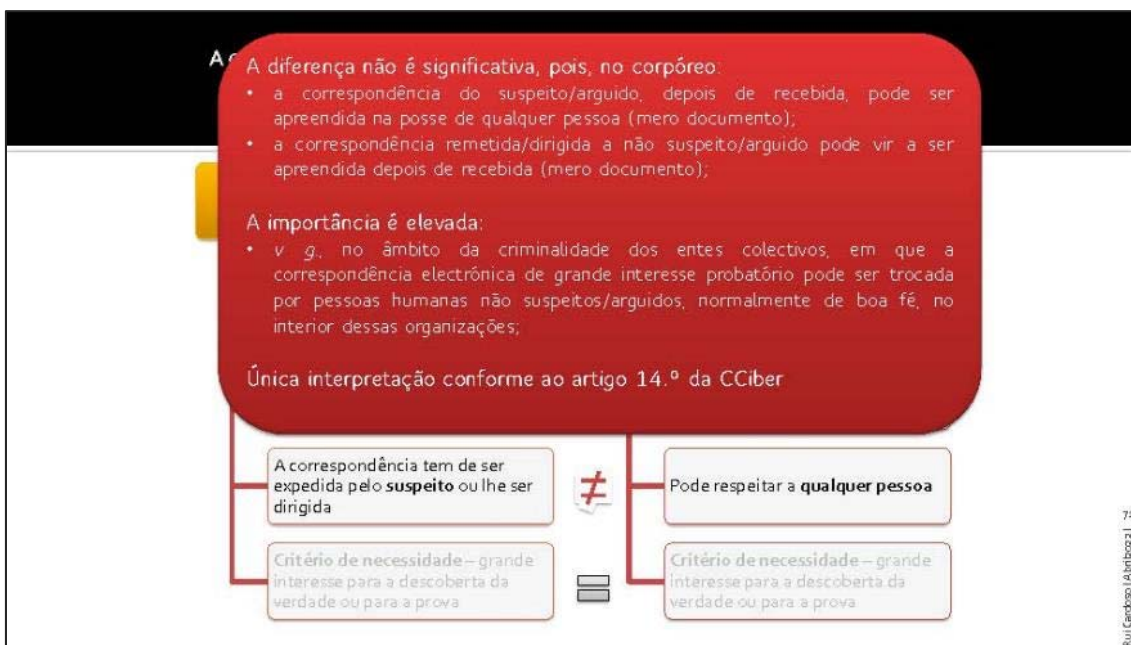 A
A diferença não é significativa, pois, no corpóreo:
• a correspondência do suspeito/arguido, depois de recebida, pode ser
apreendida na posse de qualquer pessoa (mero documento);
• a correspondência remetida/dirigida a não suspeito/arguido pode vir a ser
apreendida depois de recebida (mero documento);
A importância é elevada:
• v g., no âmbito da criminalidade dos entes colectivos, em que a
correspondência electrónica de grande interesse probatório pode ser trocada
por pessoas humanas não suspeitos/arguidos, normalmente de boa fé, no
interior dessas organizações;
Única interpretação conforme ao artigo 14.º da CCiber
A correspondência tem de ser
expedida pelo suspeito ou lhe ser
dirigida
≠
Pode respeitar a qualquer pessoa
Critério de necessidade – grande
interesse para a descoberta da
verdade ou para a prova
=
Critério de necessidade – grande
interesse para a descoberta da
verdade ou para a prova
Rui Cardoso |